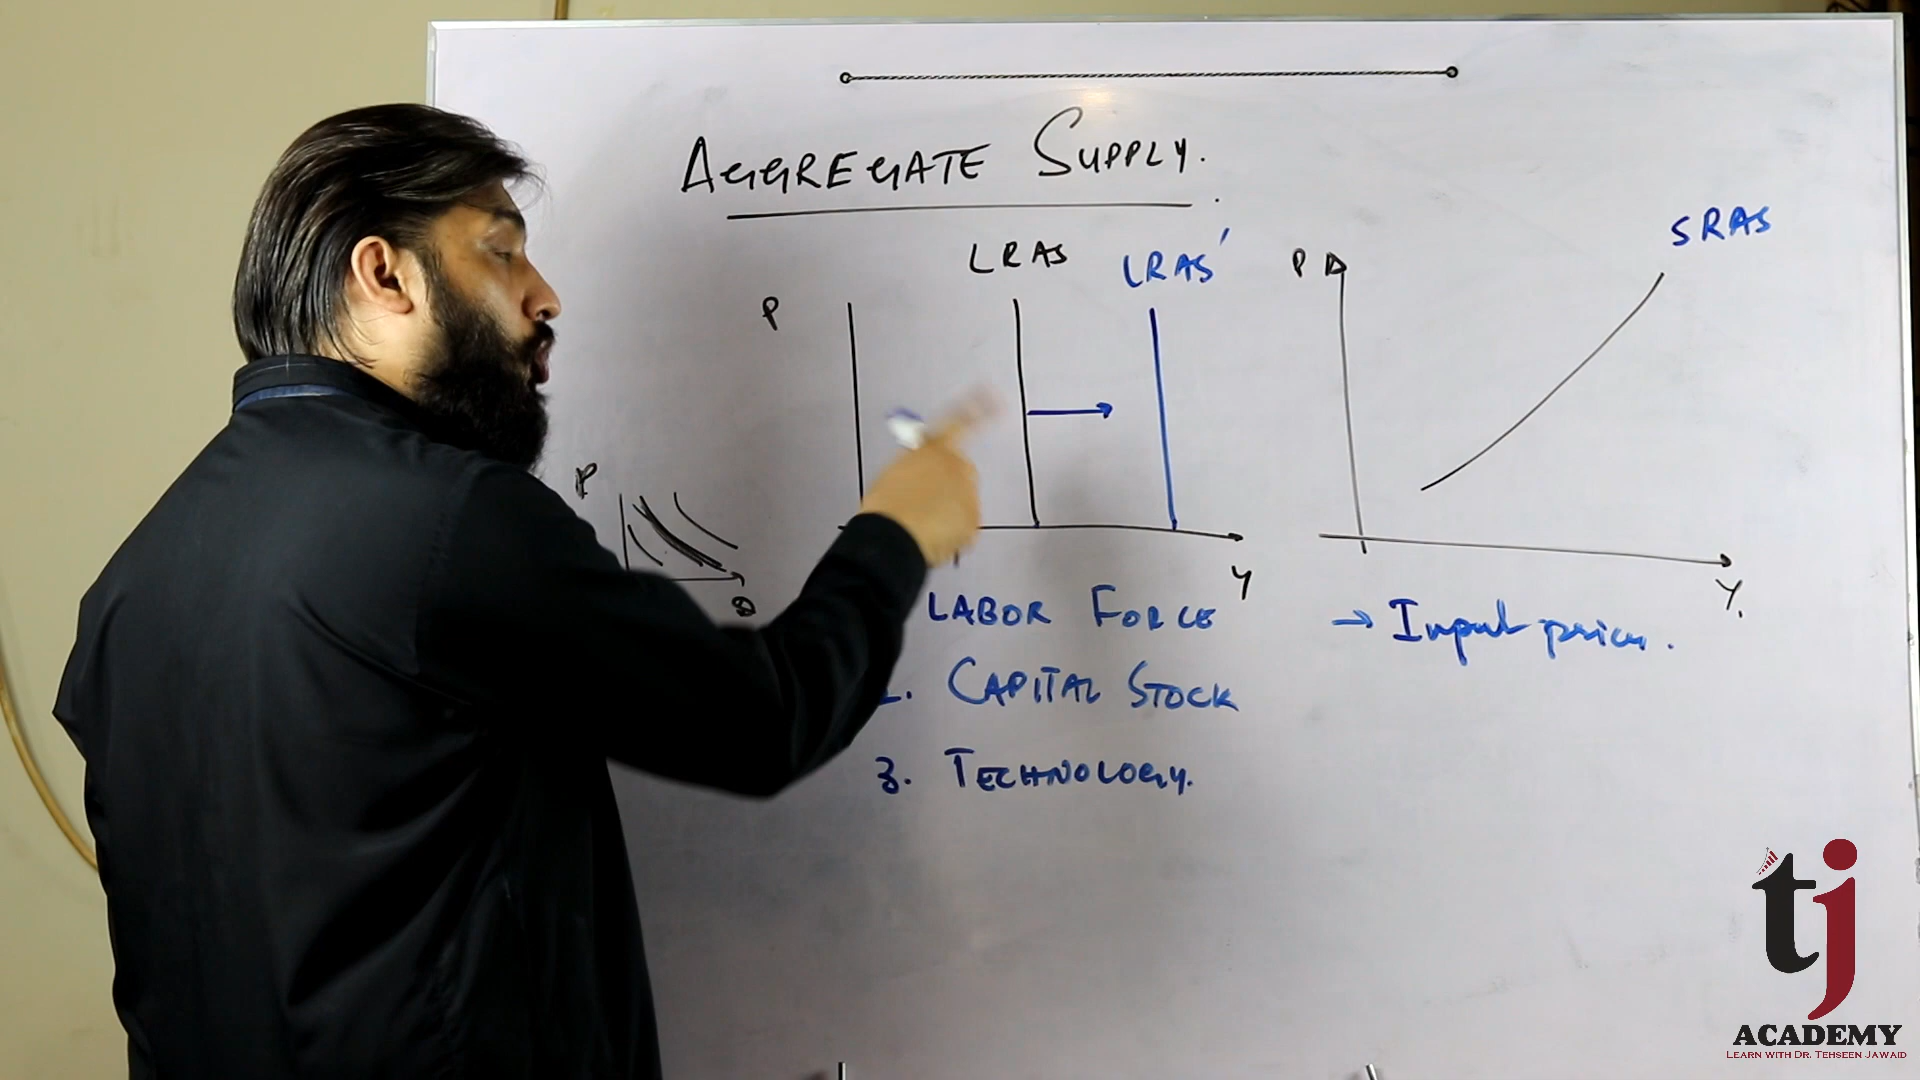 AGGREGATE SUPPLY.
LRAS
LRAS'
P
Y
P
SRAS
Y.
P
Q
LABOR FORCE
2. CAPITAL STOCK
3. TECHNOLOGY.
→ Input prices.
tj
ACADEMY
LEARN WITH DR. TEHSEEN JAWAID